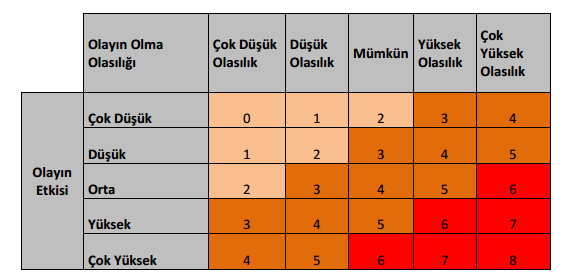 Olayın Olma Olasılığı Çok Düşük Olasılık Düşük Olasılık Mümkün Yüksek Olasılık Çok Yüksek Olasılık
Olayın Etkisi
Çok Düşük 0 1 2 3 4
Düşük 1 2 3 4 5
Orta 2 3 4 5 6
Yüksek 3 4 5 6 7
Çok Yüksek 4 5 6 7 8